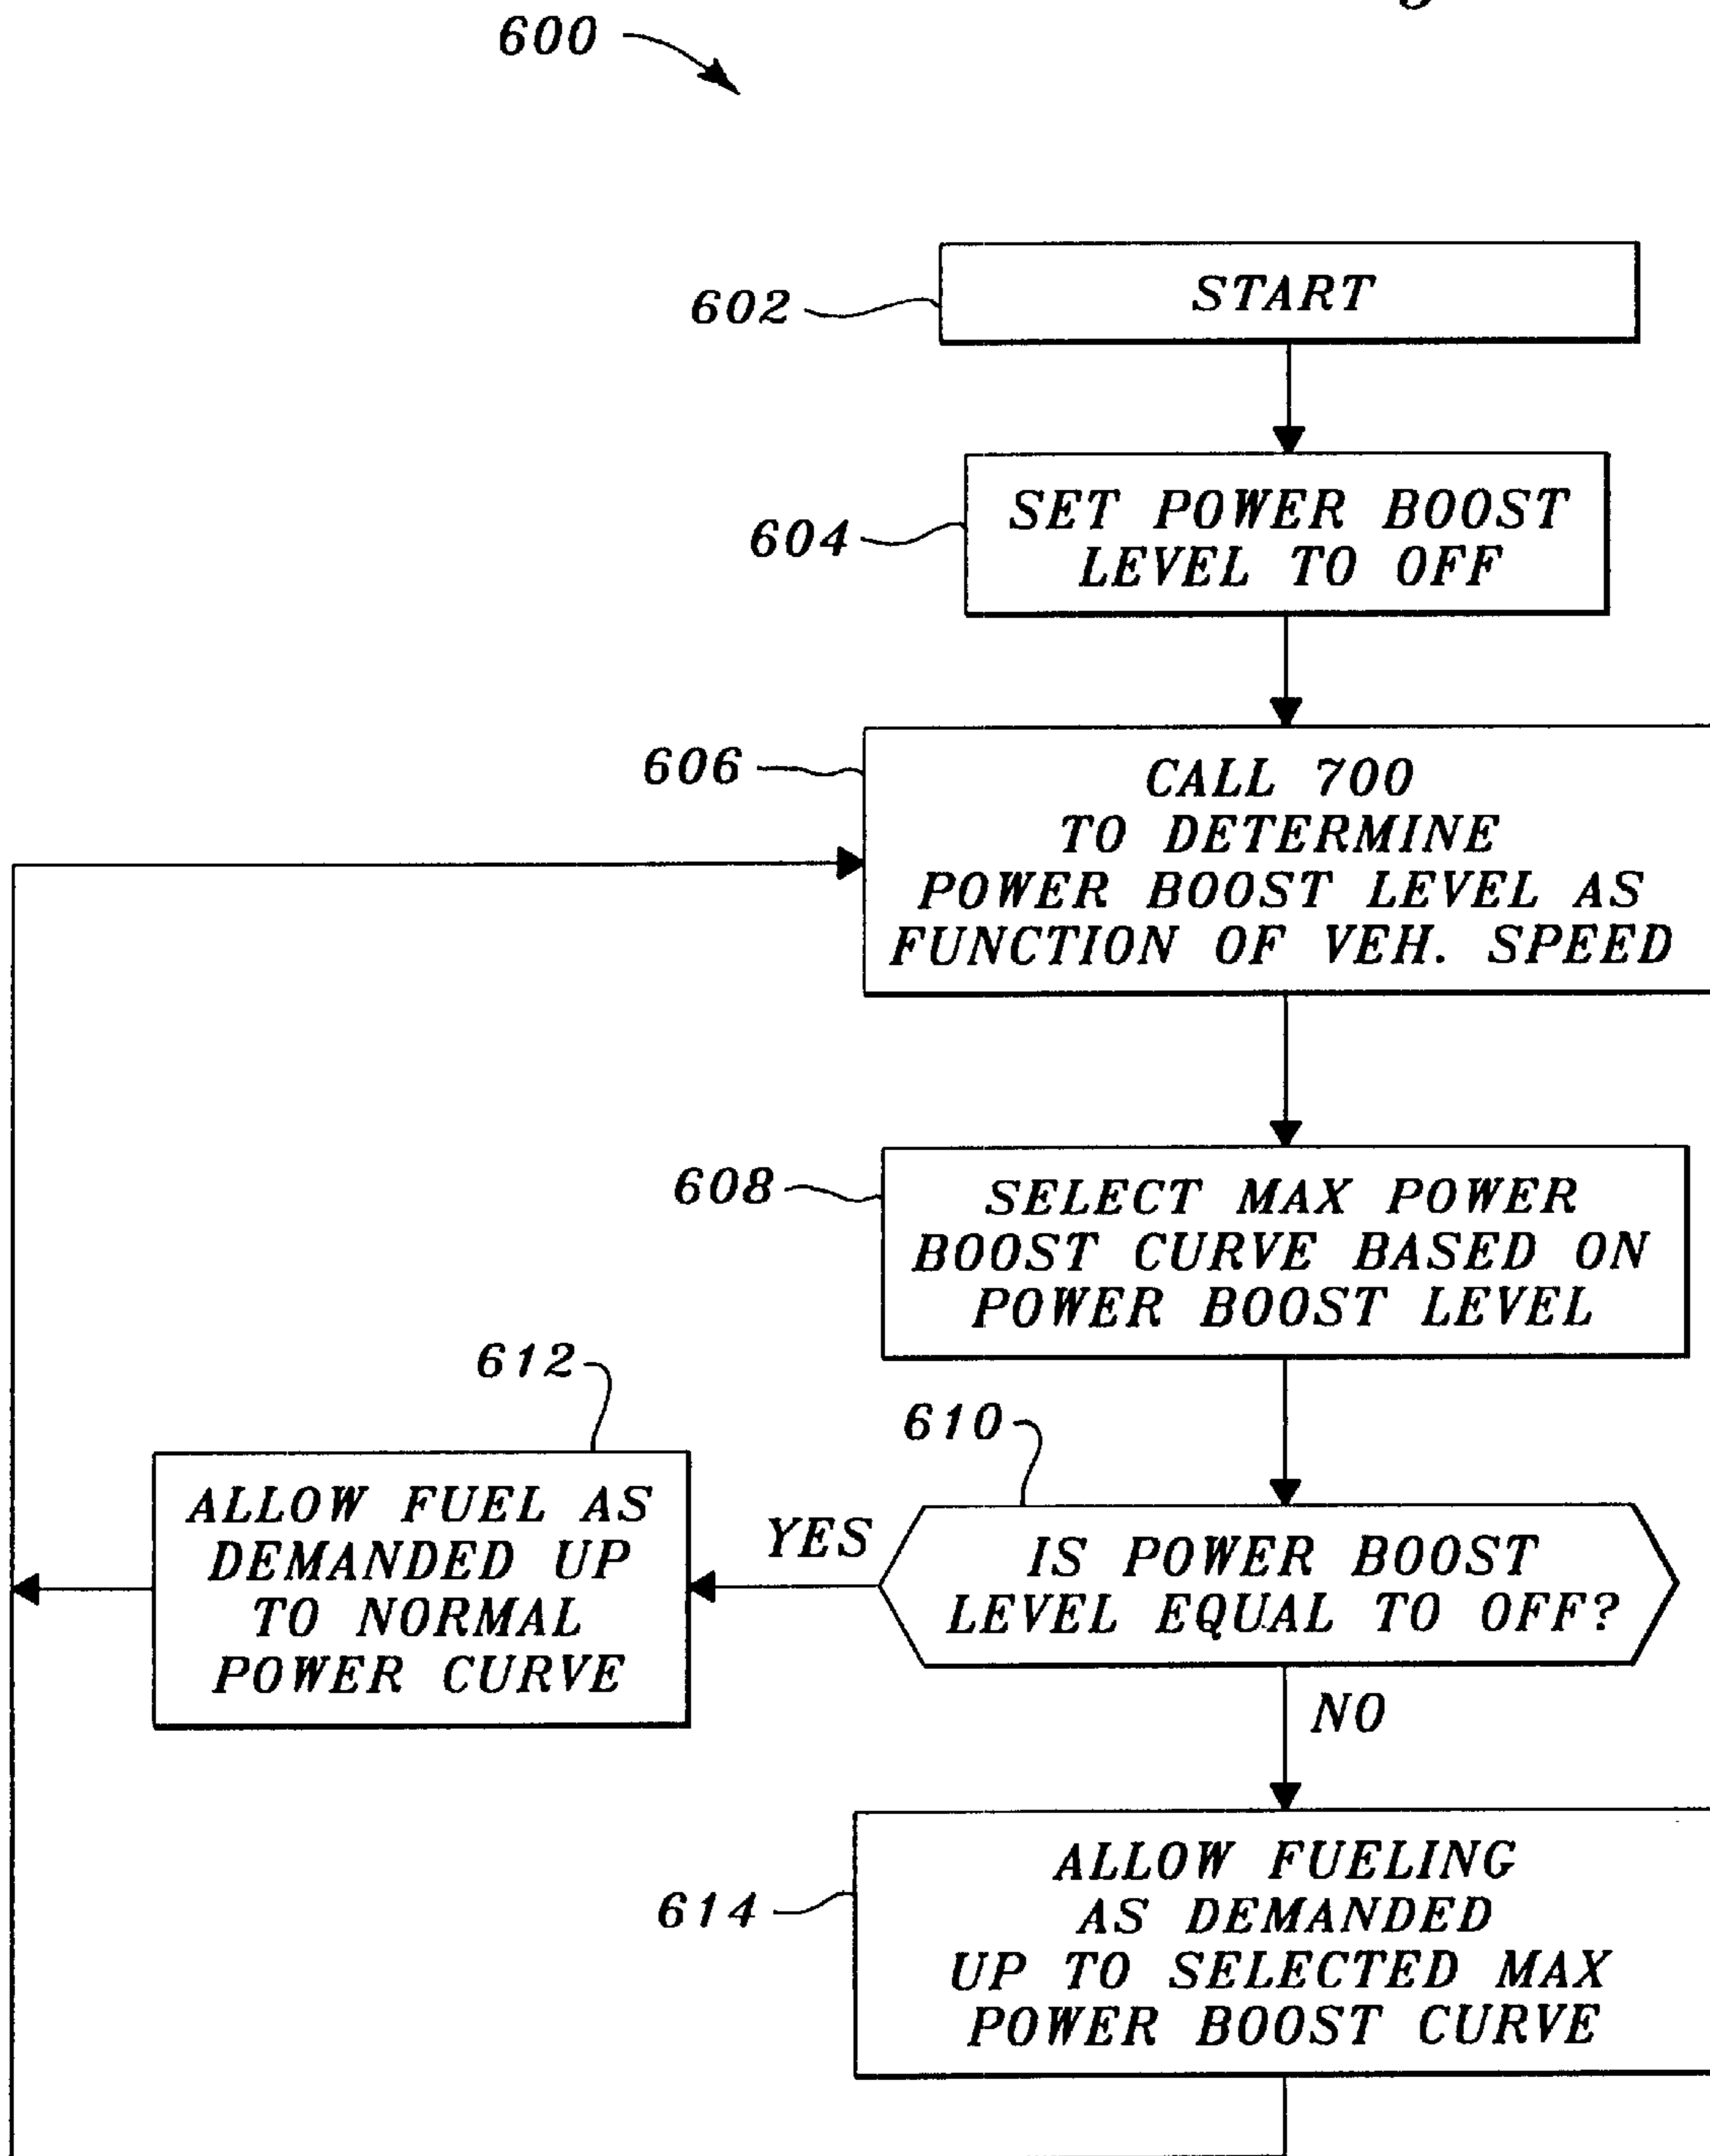 600
602
START
604
SET POWER BOOST
LEVEL TO OFF
606
CALL 700
TO DETERMINE
POWER BOOST LEVEL AS
FUNCTION OF VEH. SPEED
608
SELECT MAX POWER
BOOST CURVE BASED ON
POWER BOOST LEVEL
612
610
ALLOW FUEL AS
DEMANDED UP
TO NORMAL
POWER CURVE
YES
IS POWER BOOST
LEVEL EQUAL TO OFF?
NO
614
ALLOW FUELING
AS DEMANDED
UP TO SELECTED MAX
POWER BOOST CURVE